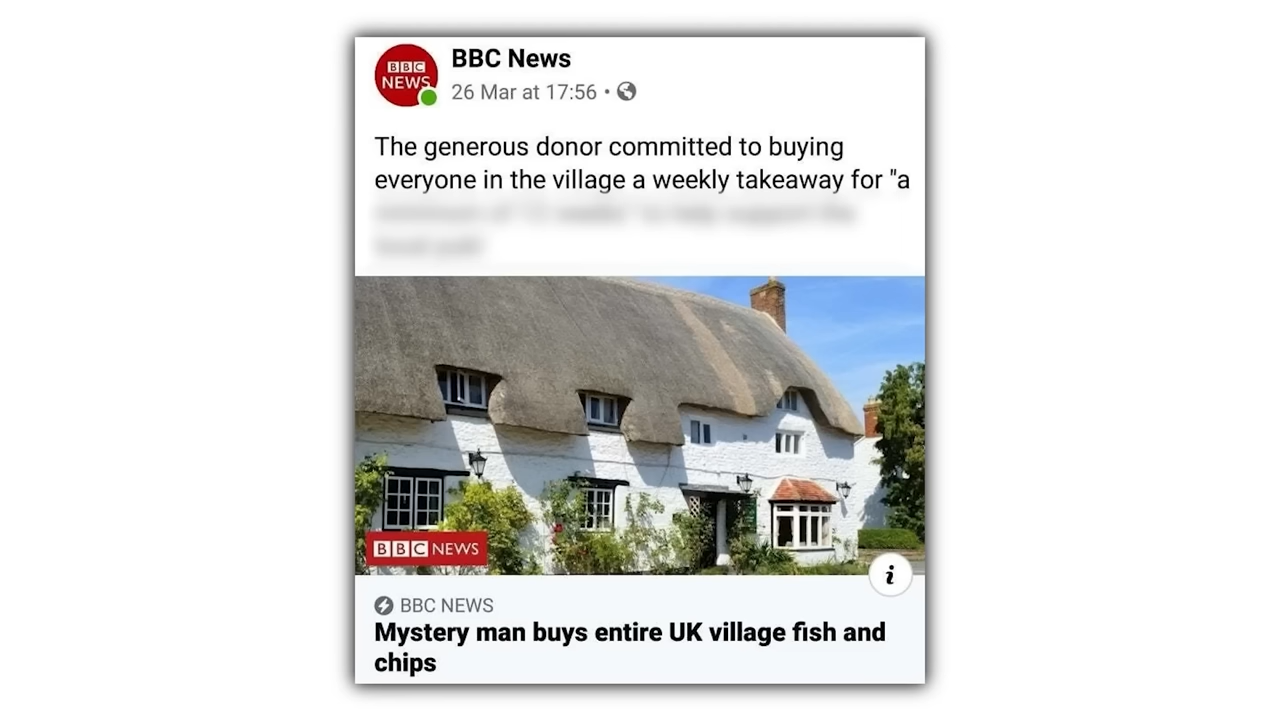 BBC
NEWS
BBC News
26 Mar at 17:56 •
The generous donor committed to buying
everyone in the village a weekly takeaway for "a
BBC NEWS
i
BBC NEWS
Mystery man buys entire UK village fish and
chips